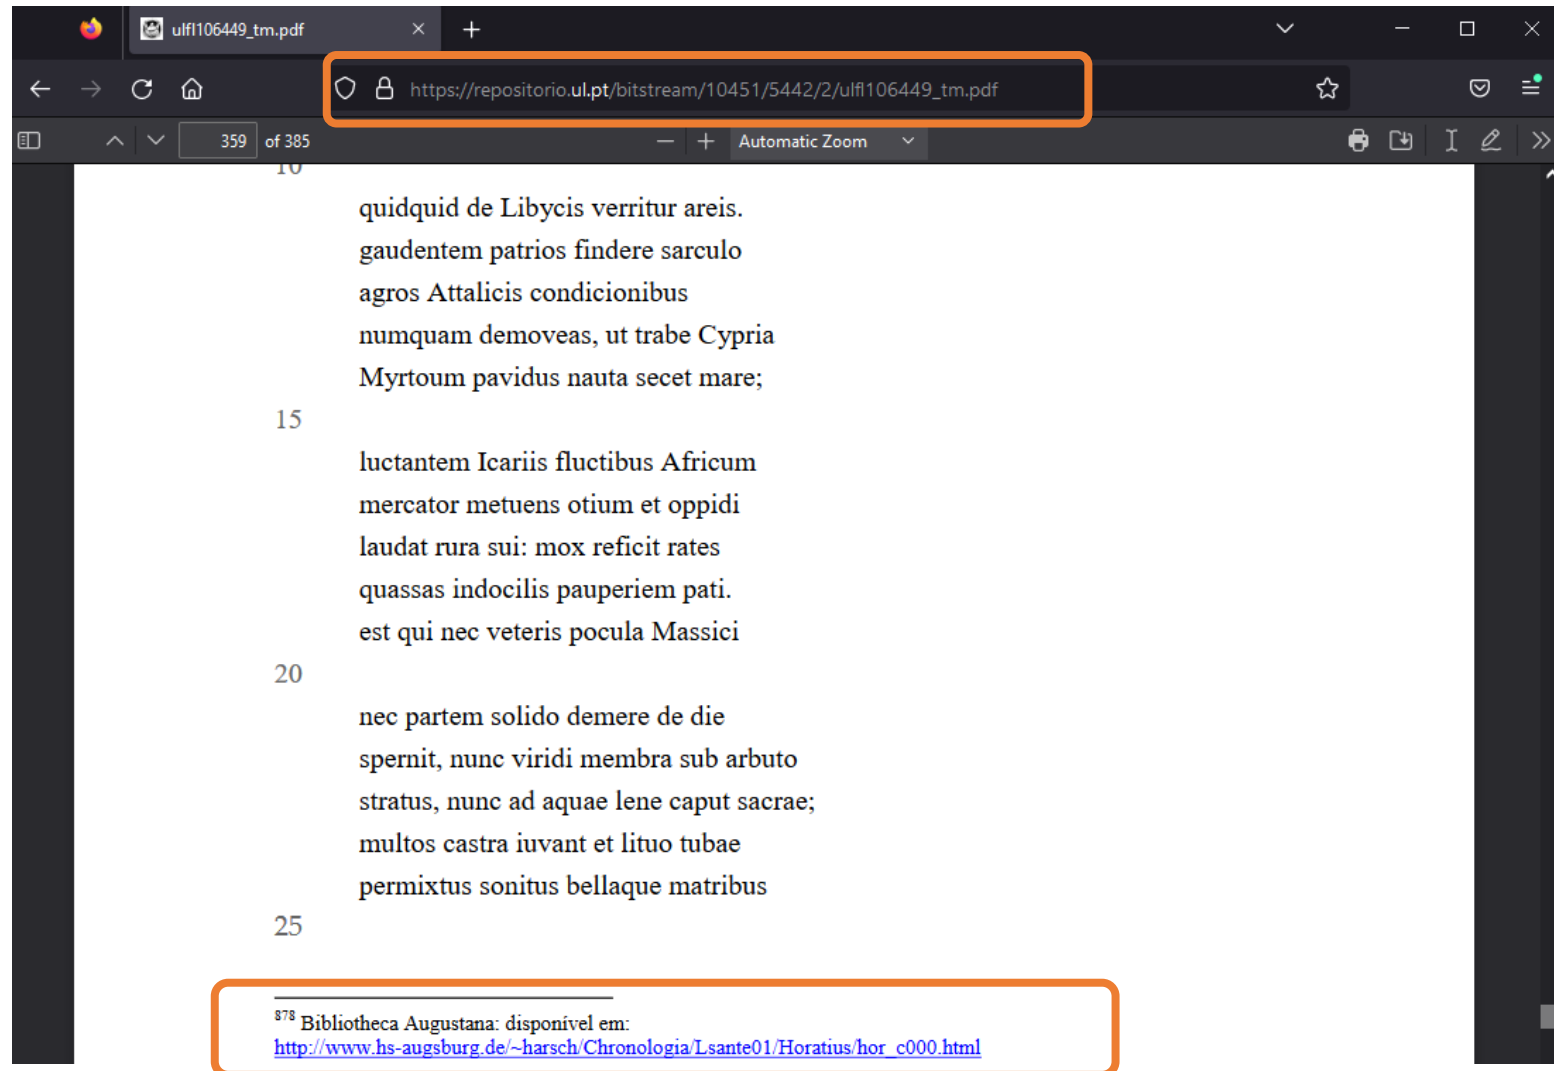 ulfl106449_tm.pdf
https://repositorio.ul.pt/bitstream/10451/5442/2/ulfl106449_tm.pdf
359 of 385
Automatic Zoom
10
quidquid de Libycis verritur areis.
gaudentem patrios findere sarculo
agros Attalicis condicionibus
numquam demoveas, ut trabe Cypria
Myrtoum pavidus nauta secet mare;
15
luctantem Icariis fluctibus Africum
mercator metuens otium et oppidi
laudat rura sui: mox reficit rates
quassas indocilis pauperiem pati.
est qui nec veteris pocula Massici
20
nec partem solido demere de die
spernit, nunc viridi membra sub arbuto
stratus, nunc ad aquae lene caput sacrae;
multos castra iuvant et lituo tubae
permixtus sonitus bellaque matribus
25
878 Bibliotheca Augustana: disponível em:
http://www.hs-augsburg.de/~harsch/Chronologia/Lsante01/Horatius/hor_c000.html